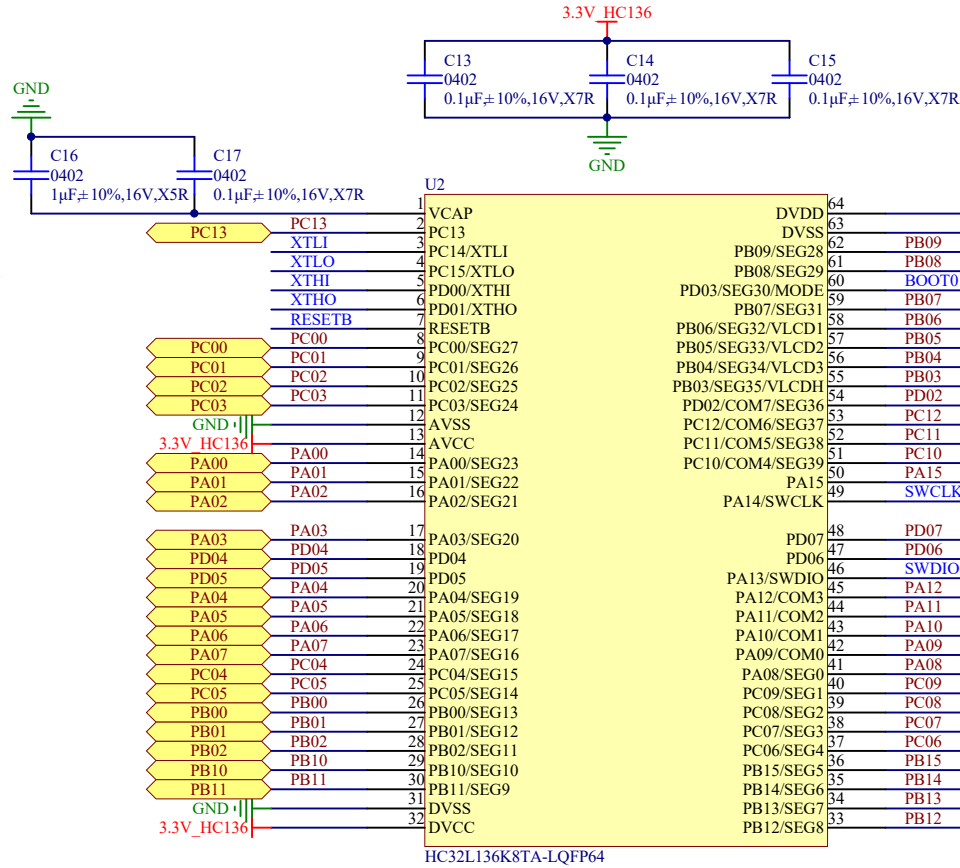 3.3V_HC136
C13
0402
0.1µF,±10%,16V,X7R
C14
0402
0.1µF,±10%,16V,X7R
C15
0402
0.1µF,±10%,16V,X7R
GND
GND
C16
0402
1µF,±10%,16V,X5R
C17
0402
0.1µF,±10%,16V,X7R
U2
1 VCAP DVDD 64
PC13 PC13 2 PC13 DVSS 63
XTLI 3 PC14/XTLI PB09/SEG28 62 PB09
XTLO 4 PC15/XTLO PB08/SEG29 61 PB08
XTHI 5 PD00/XTHI PD03/SEG30/MODE 60 BOOT0
XTHO 6 PD01/XTHO PB07/SEG31 59 PB07
RESETB 7 RESETB PB06/SEG32/VLCD1 58 PB06
PC00 PC00 8 PC00/SEG27 PB05/SEG33/VLCD2 57 PB05
PC01 PC01 9 PC01/SEG26 PB04/SEG34/VLCD3 56 PB04
PC02 PC02 10 PC02/SEG25 PB03/SEG35/VLCDH 55 PB03
PC03 PC03 11 PC03/SEG24 PD02/COM7/SEG36 54 PD02
GND 12 AVSS PC12/COM6/SEG37 53 PC12
3.3V_HC136 13 AVCC PC11/COM5/SEG38 52 PC11
PA00 PA00 14 PA00/SEG23 PC10/COM4/SEG39 51 PC10
PA01 PA01 15 PA01/SEG22 PA15 50 PA15
PA02 PA02 16 PA02/SEG21 PA14/SWCLK 49 SWCLK
PA03 PA03 17 PA03/SEG20 PD07 48 PD07
PD04 PD04 18 PD04 PD06 47 PD06
PD05 PD05 19 PD05 PA13/SWDIO 46 SWDIO
PA04 PA04 20 PA04/SEG19 PA12/COM3 45 PA12
PA05 PA05 21 PA05/SEG18 PA11/COM2 44 PA11
PA06 PA06 22 PA06/SEG17 PA10/COM1 43 PA10
PA07 PA07 23 PA07/SEG16 PA09/COM0 42 PA09
PC04 PC04 24 PC04/SEG15 PA08/SEG0 41 PA08
PC05 PC05 25 PC05/SEG14 PC09/SEG1 40 PC09
PB00 PB00 26 PB00/SEG13 PC08/SEG2 39 PC08
PB01 PB01 27 PB01/SEG12 PC07/SEG3 38 PC07
PB02 PB02 28 PB02/SEG11 PC06/SEG4 37 PC06
PB10 PB10 29 PB10/SEG10 PB15/SEG5 36 PB15
PB11 PB11 30 PB11/SEG9 PB14/SEG6 35 PB14
GND 31 DVSS PB13/SEG7 34 PB13
3.3V_HC136 32 DVCC PB12/SEG8 33 PB12
HC32L136K8TA-LQFP64